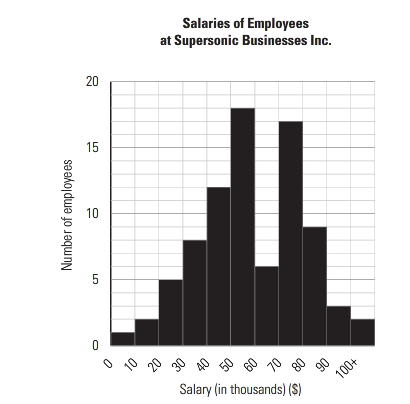 Salaries of Employees
at Supersonic Businesses Inc.
Number of employees
20
15
10
5
0
0 10 20 30 40 50 60 70 80 90 100+
Salary (in thousands) ($)